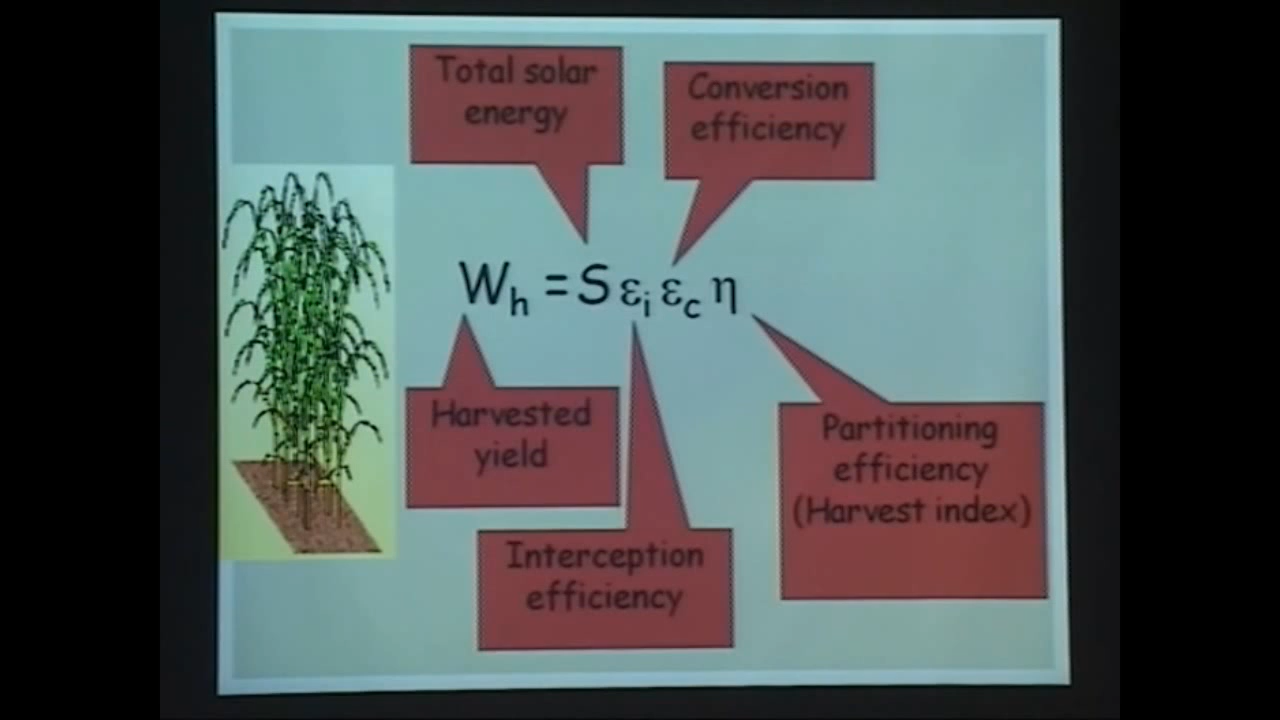 Total solar
energy
Conversion
efficiency
Wh = S εi εc η
Harvested
yield
Partitioning
efficiency
(Harvest index)
Interception
efficiency